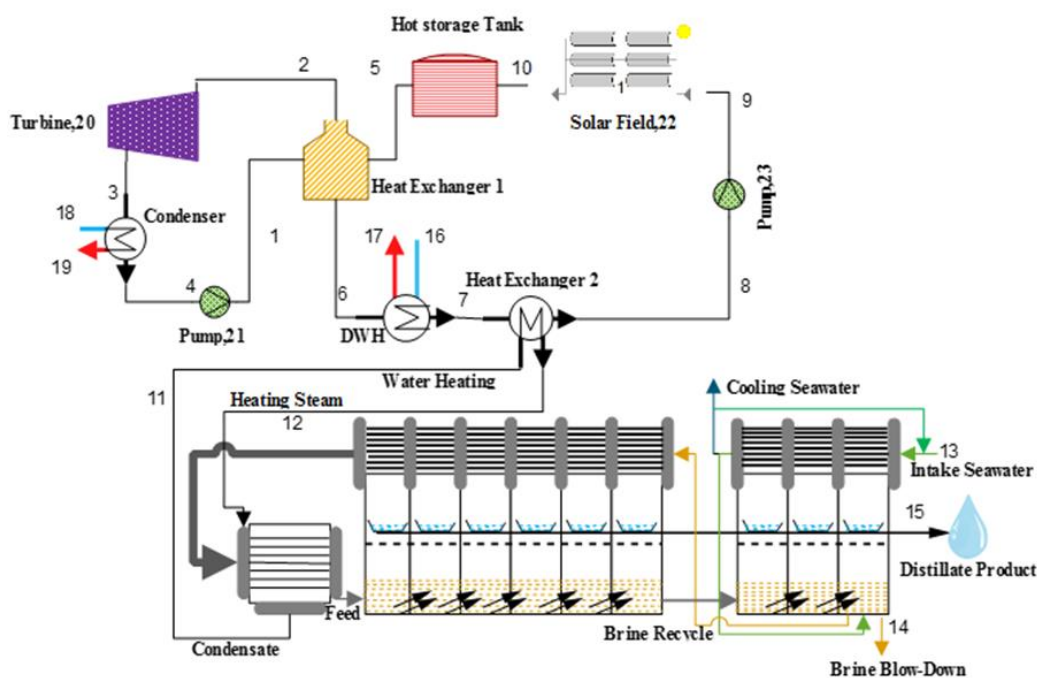 Hot storage Tank
2
5
10
9
1
Turbine,20
Solar Field,22
3
Heat Exchanger 1
Pump,23
18
Condenser
17
16
19
1
Heat Exchanger 2
8
4
6
7
Pump,21
DWH
Water Heating
11
Heating Steam
12
Cooling Seawater
13
Intake Seawater
15
Distillate Product
Feed
Brine Recycle
14
Condensate
Brine Blow-Down